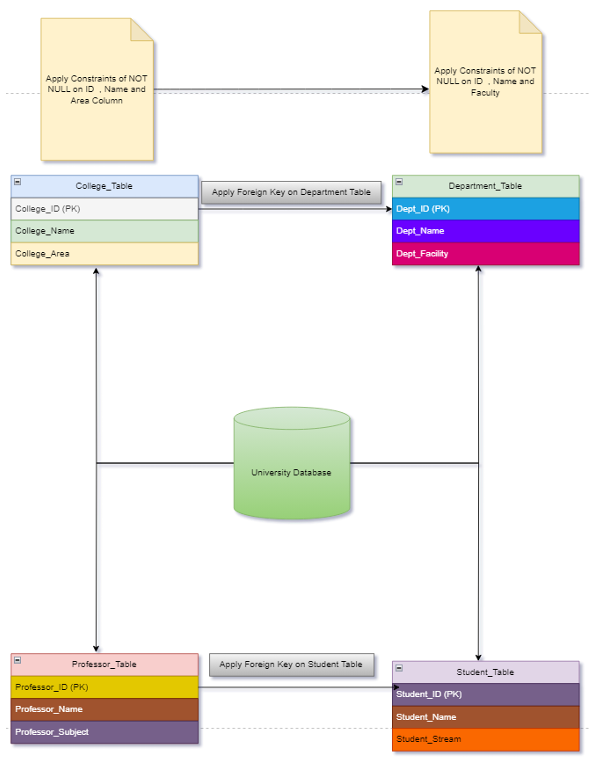 Apply Constraints of NOT
NULL on ID , Name and
Area Column
Apply Constraints of NOT
NULL on ID , Name and
Faculty
College_Table
College_ID (PK)
College_Name
College_Area
Apply Foreign Key on Department Table
Department_Table
Dept_ID (PK)
Dept_Name
Dept_Facility
University Database
Professor_Table
Professor_ID (PK)
Professor_Name
Professor_Subject
Apply Foreign Key on Student Table
Student_Table
Student_ID (PK)
Student_Name
Student_Stream